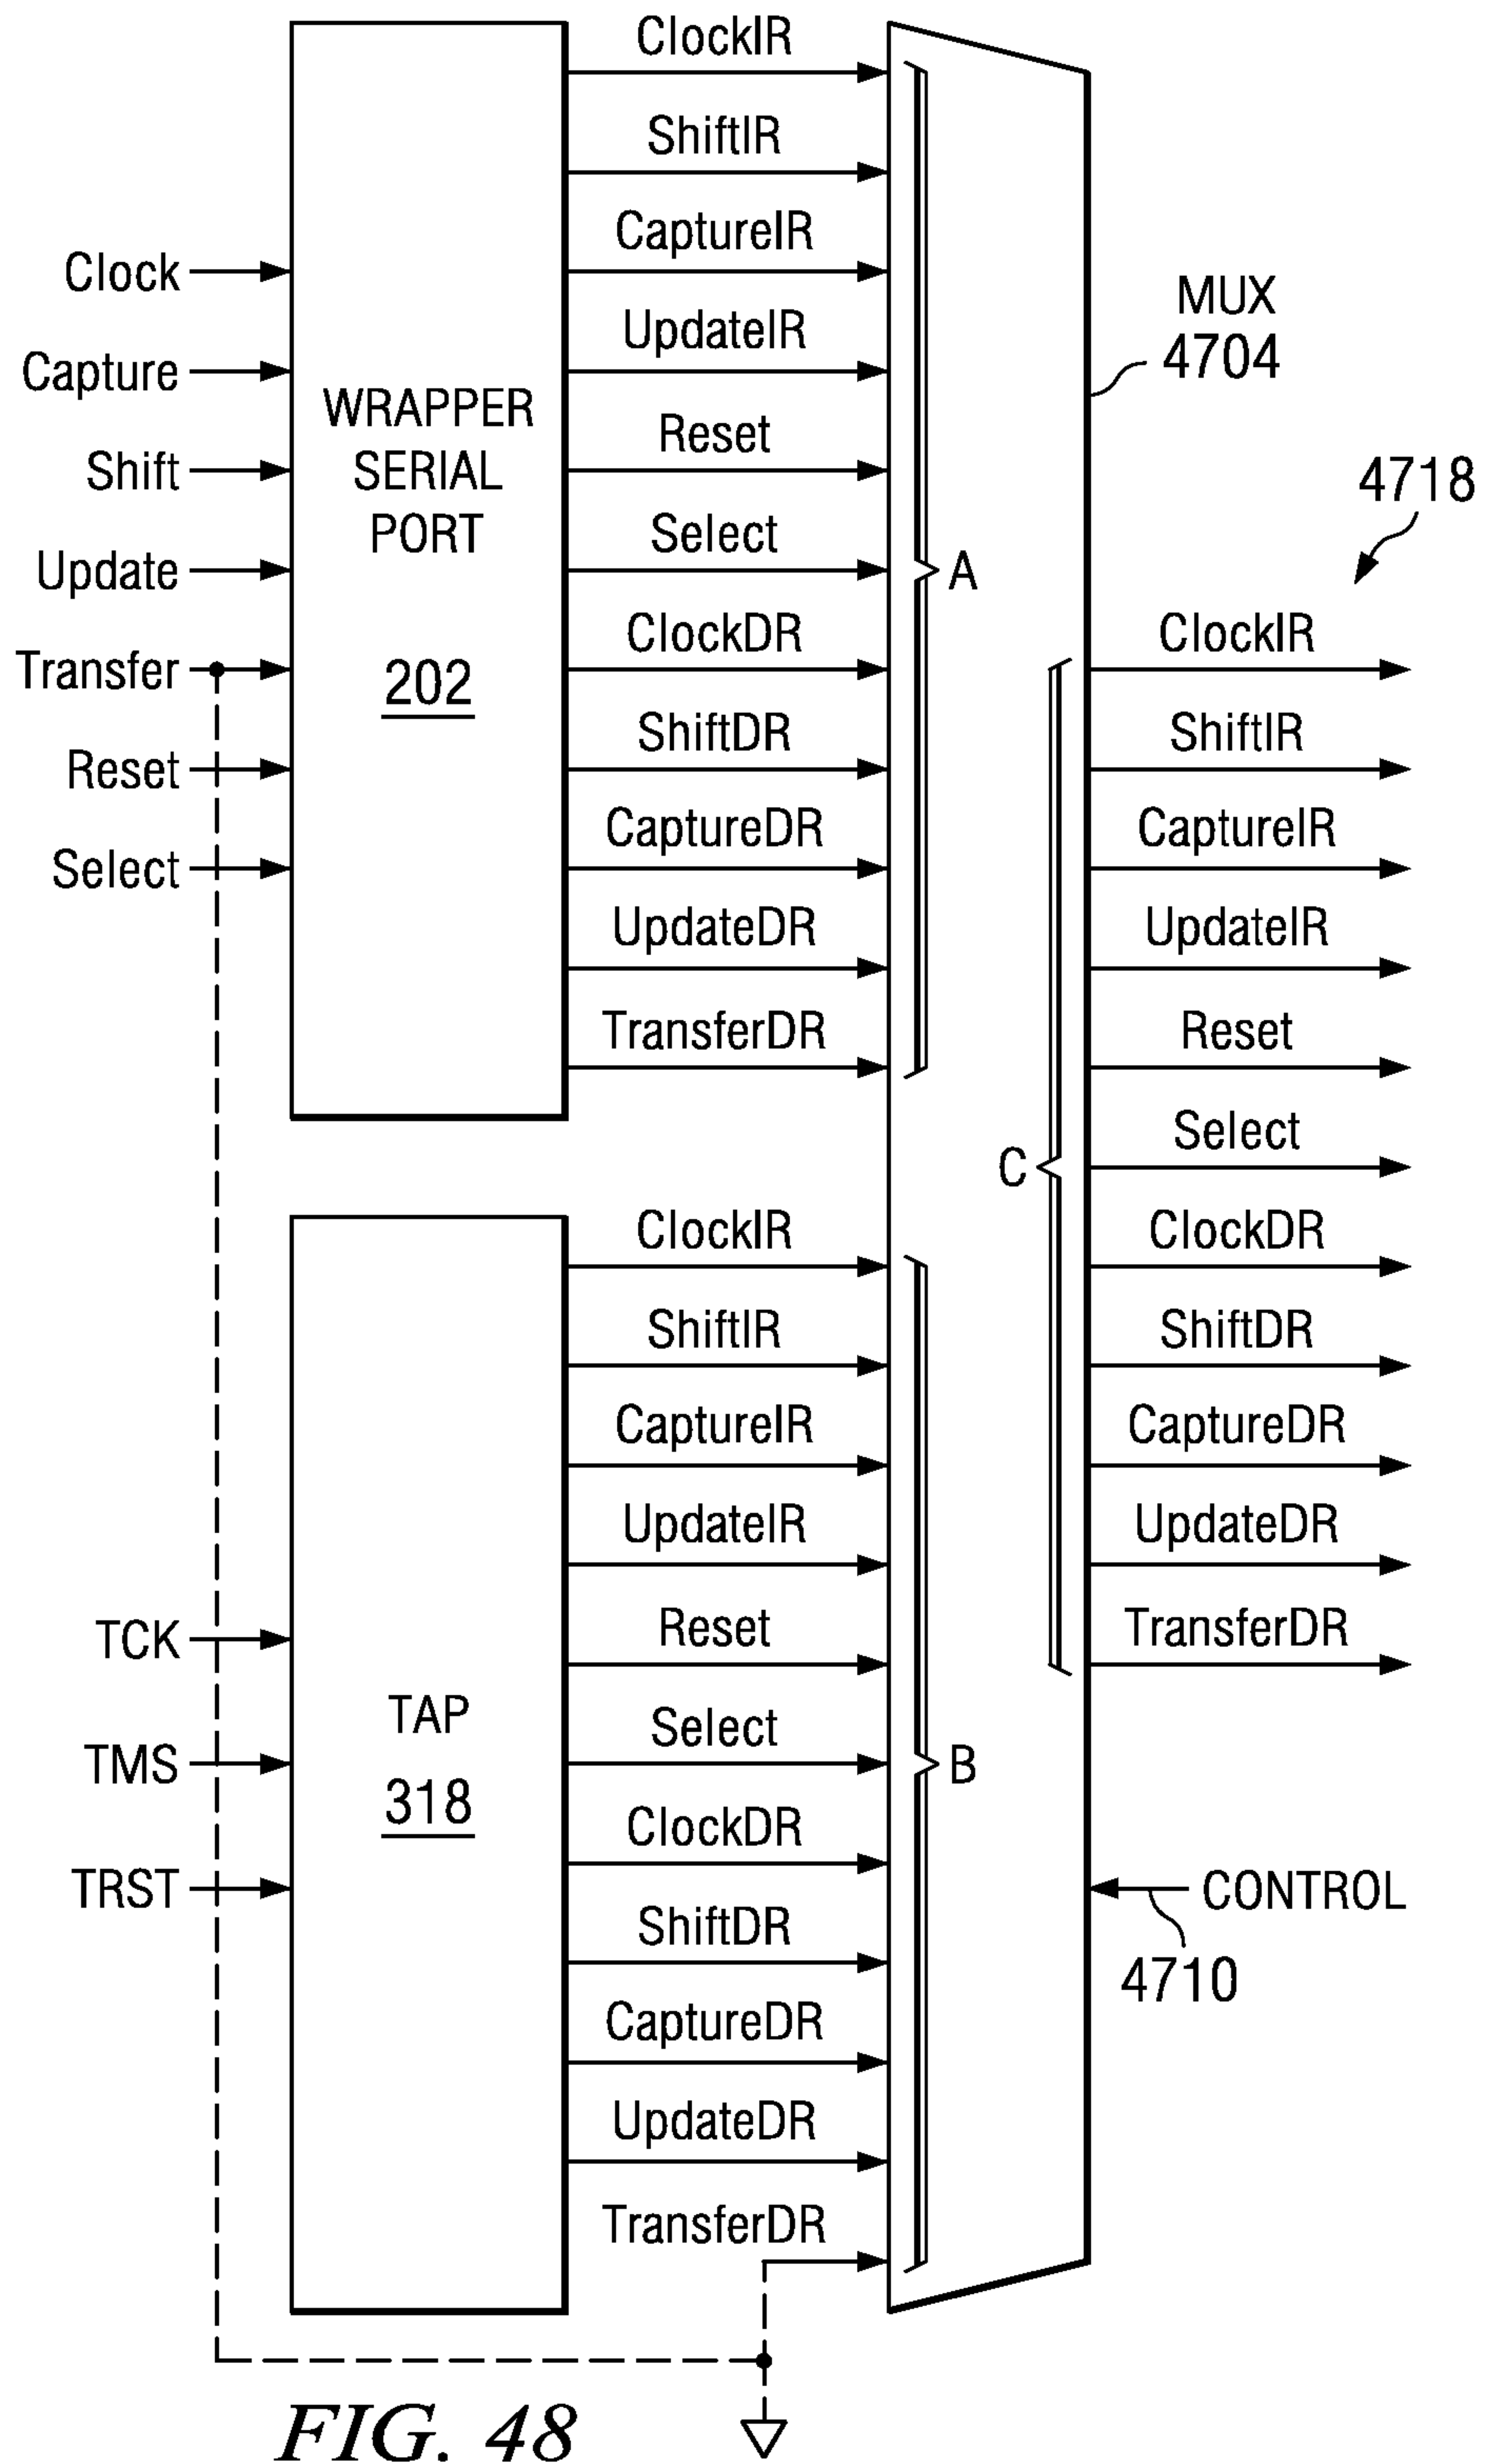 Clock
Capture
Shift
Update
Transfer
Reset
Select
WRAPPER
SERIAL
PORT
202
ClockIR
ShiftIR
CaptureIR
UpdateIR
Reset
Select
ClockDR
ShiftDR
CaptureDR
UpdateDR
TransferDR
A
MUX
4704
4718
C
ClockIR
ShiftIR
CaptureIR
UpdateIR
Reset
Select
ClockDR
ShiftDR
CaptureDR
UpdateDR
TransferDR
TCK
TMS
TRST
TAP
318
ClockIR
ShiftIR
CaptureIR
UpdateIR
Reset
Select
ClockDR
ShiftDR
CaptureDR
UpdateDR
TransferDR
B
CONTROL
4710
FIG. 48